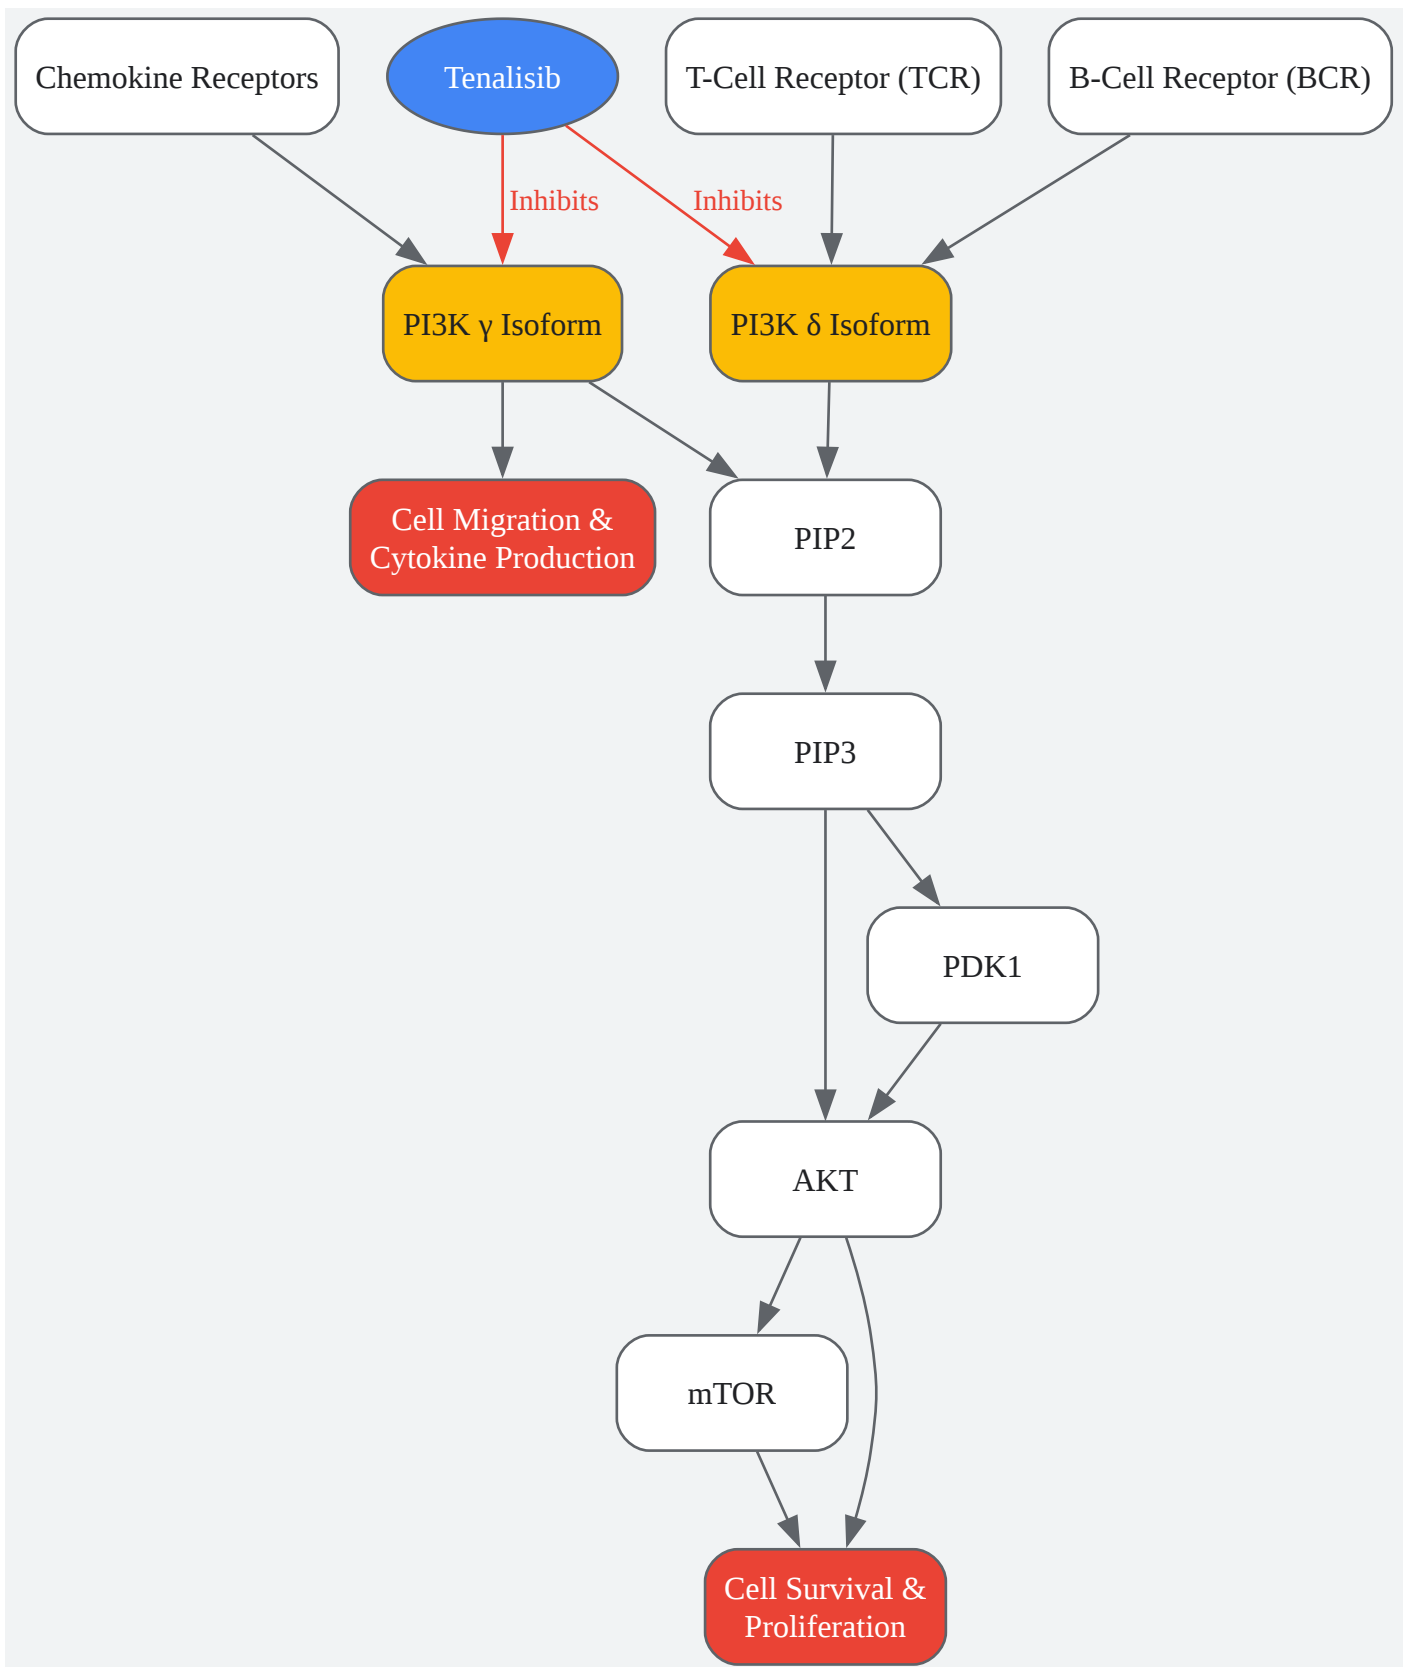 Chemokine Receptors
Tenalisib
T-Cell Receptor (TCR)
B-Cell Receptor (BCR)
Inhibits
Inhibits
PI3K γ Isoform
PI3K δ Isoform
Cell Migration &
Cytokine Production
PIP2
PIP3
PDK1
AKT
mTOR
Cell Survival &
Proliferation